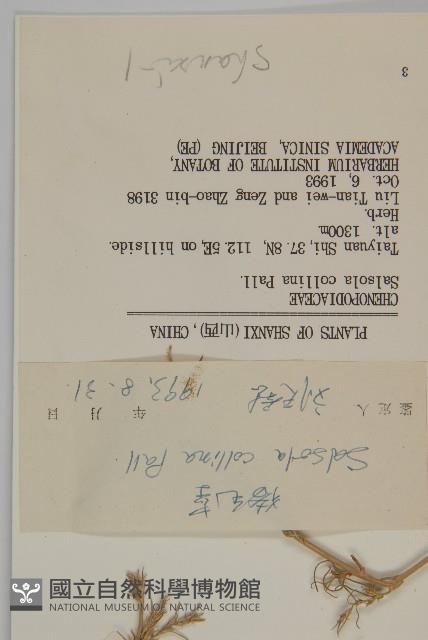 PLANTS OF SHANXI (山西), CHINA
CHENOPODIACEAE
Salsola collina Pall.
Taiyuan Shi, 37. 8N, 112. 5E, on hillside.
alt. 1300m.
Herb.
Liu Tian-wei and Zeng Zhao-bin 3198
Oct. 6, 1993
HERBARIUM INSTITUTE OF BOTANY,
ACADEMIA SINICA, BEIJING (PE)
3
Shanxi-1
猪毛菜
Salsola collina Pall.
鉴定人 年 月 日
1993. 8. 31.
國立自然科學博物館
NATIONAL MUSEUM OF NATURAL SCIENCE